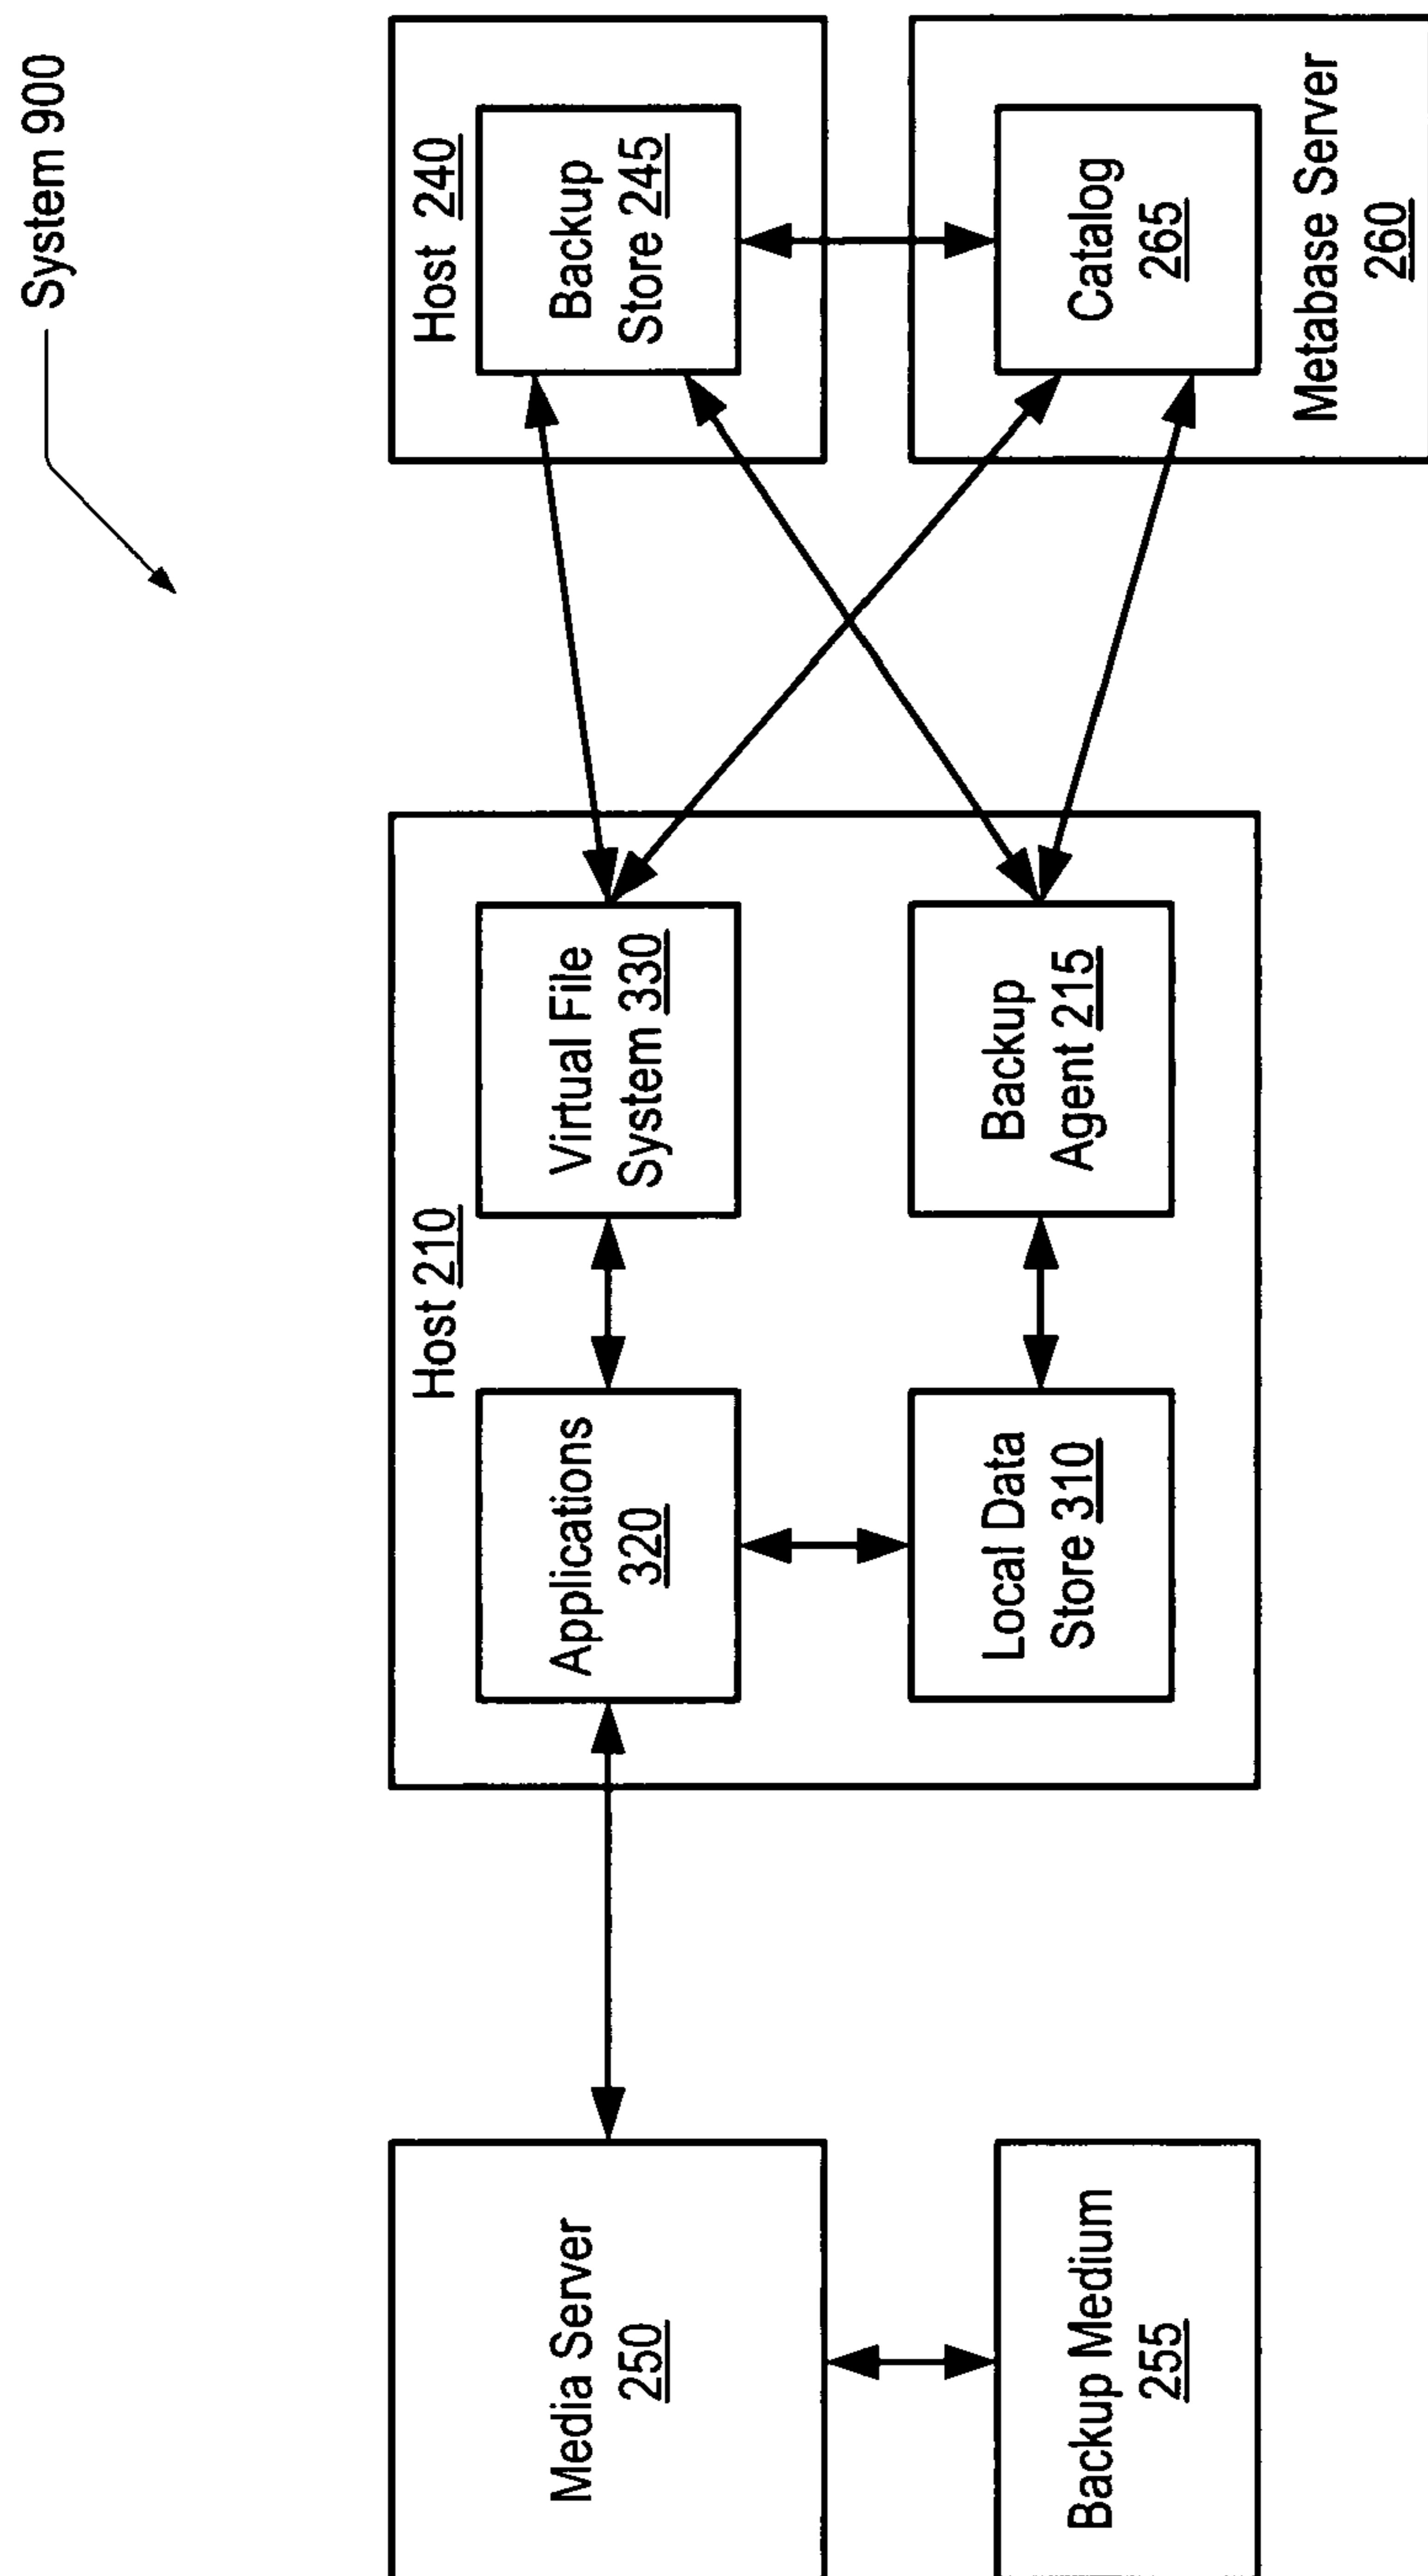 System 900
Media Server
250
Backup Medium
255
Host 210
Applications
320
Virtual File
System 330
Local Data
Store 310
Backup
Agent 215
Host 240
Backup
Store 245
Catalog
265
Metabase Server
260